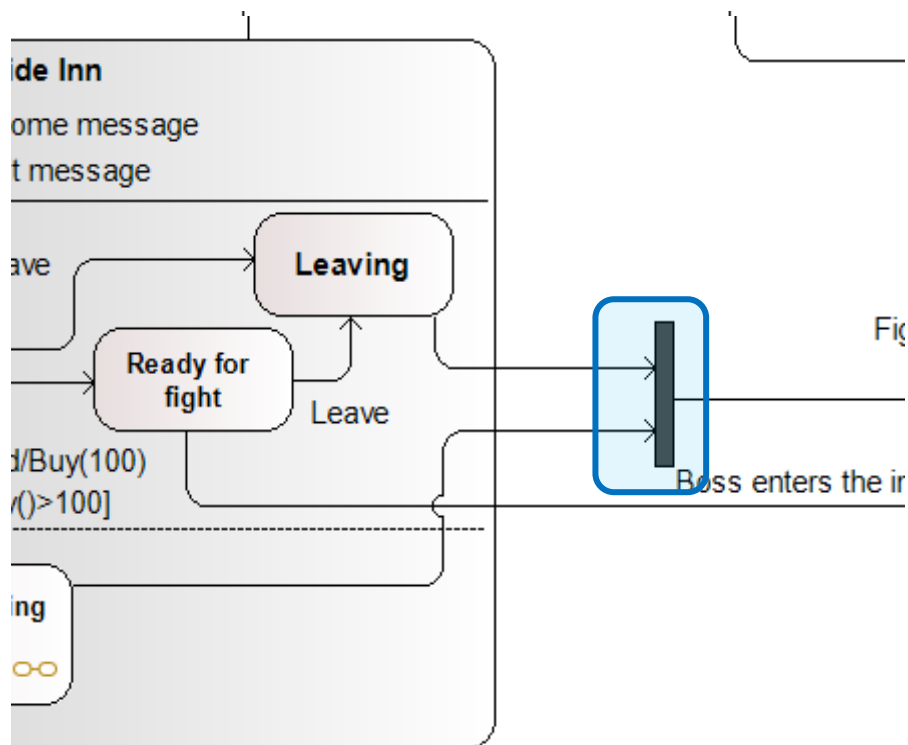 ide Inn
ome message
t message
ave
Leaving
Ready for
fight
Leave
d/Buy(100)
y()>100]
ing
Fig
Boss enters the in